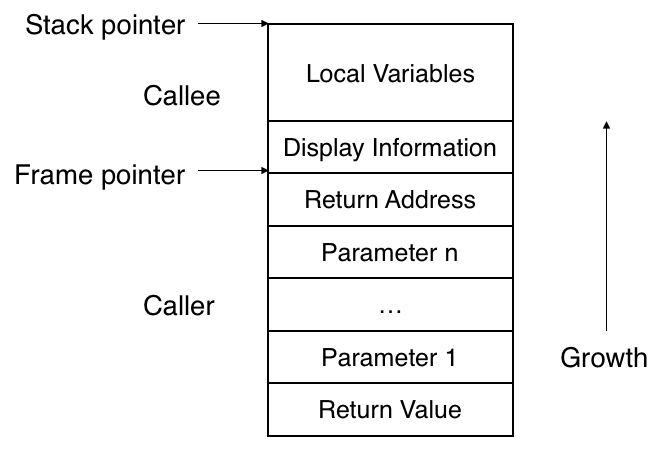 Stack pointer
Local Variables
Callee
Display Information
Frame pointer
Return Address
Parameter n
Caller
...
Parameter 1
Growth
Return Value